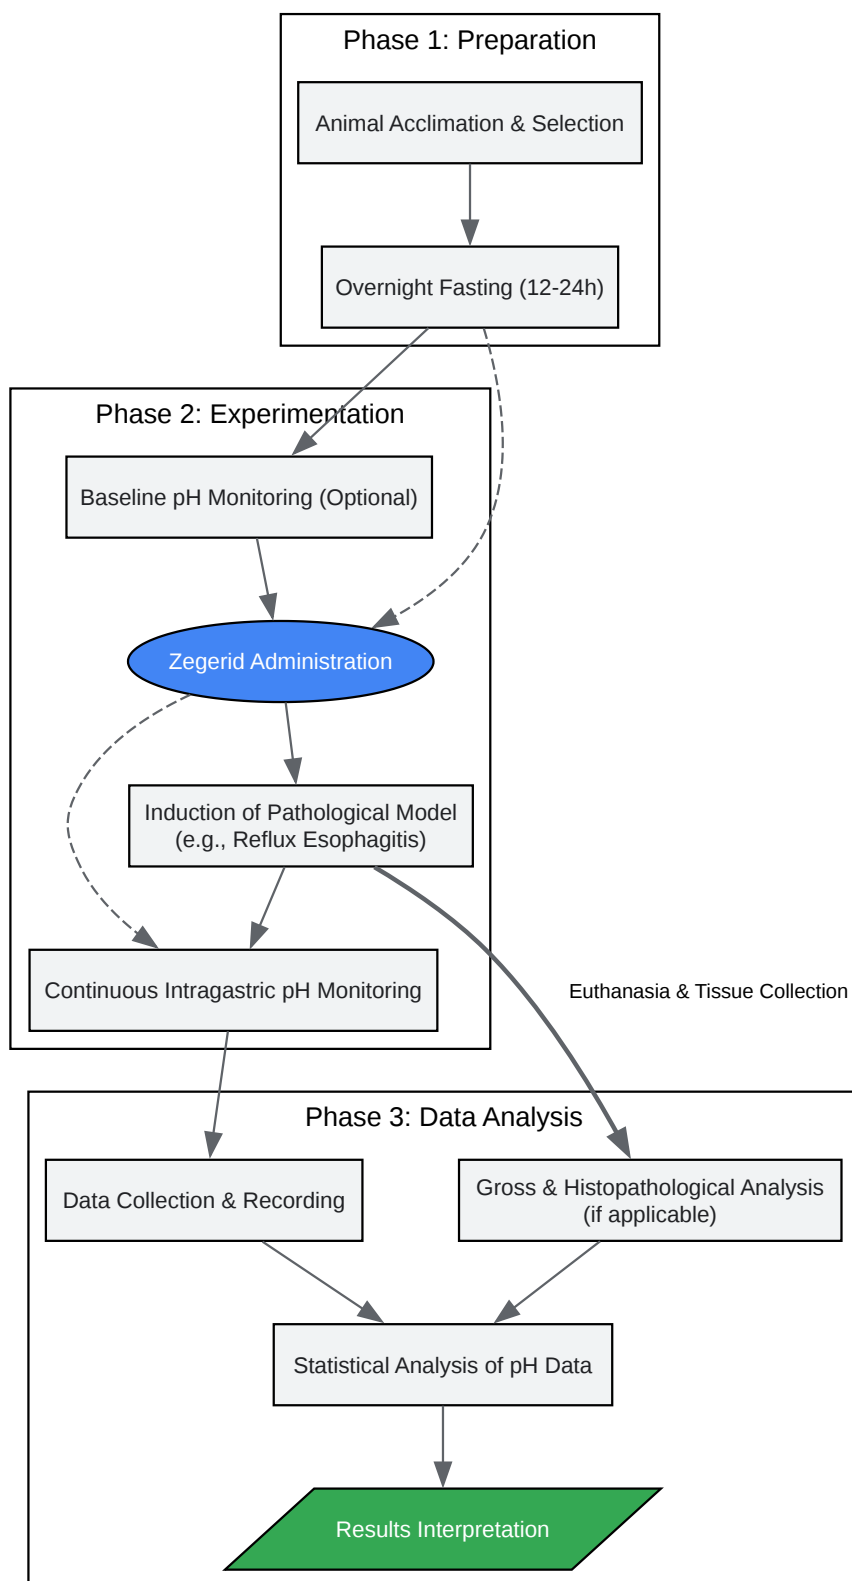 Phase 1: Preparation
Animal Acclimation & Selection
Overnight Fasting (12-24h)
Phase 2: Experimentation
Baseline pH Monitoring (Optional)
Zegerid Administration
Induction of Pathological Model
(e.g., Reflux Esophagitis)
Continuous Intragastric pH Monitoring
Euthanasia & Tissue Collection
Phase 3: Data Analysis
Data Collection & Recording
Gross & Histopathological Analysis
(if applicable)
Statistical Analysis of pH Data
Results Interpretation